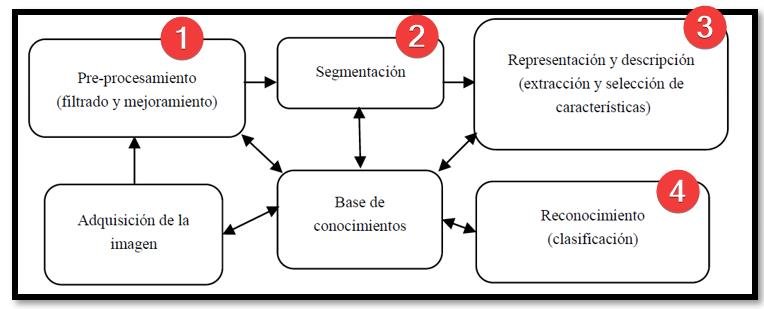 1
Pre-procesamiento
(filtrado y mejoramiento)
2
Segmentación
3
Representación y descripción
(extracción y selección de
características)
Adquisición de la
imagen
Base de
conocimientos
4
Reconocimiento
(clasificación)